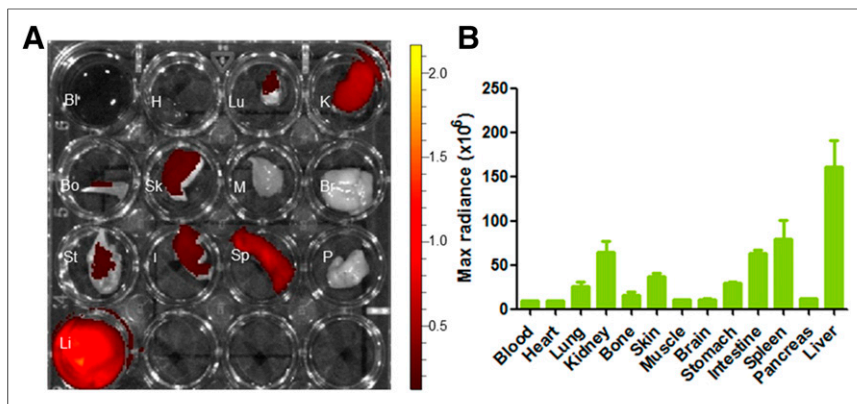 A
Bl
H
Lu
K
Bo
Sk
M
Br
St
I
Sp
P
Li
2.0
1.5
1.0
0.5
B
Max radiance (x10⁶)
250
200
150
100
50
0
Blood
Heart
Lung
Kidney
Bone
Skin
Muscle
Brain
Stomach
Intestine
Spleen
Pancreas
Liver